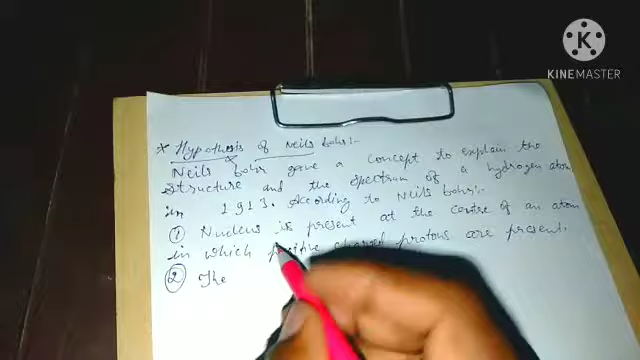 KINEMASTER
* Hypothesis of Neils bohr :-
Neils bohr gave a concept to explain the
structure and the spectrum of a hydrogen atom
in 1913. According to Neils bohr:-
① Nucleus is present at the centre of an atom
in which positive charged protons are present.
② The